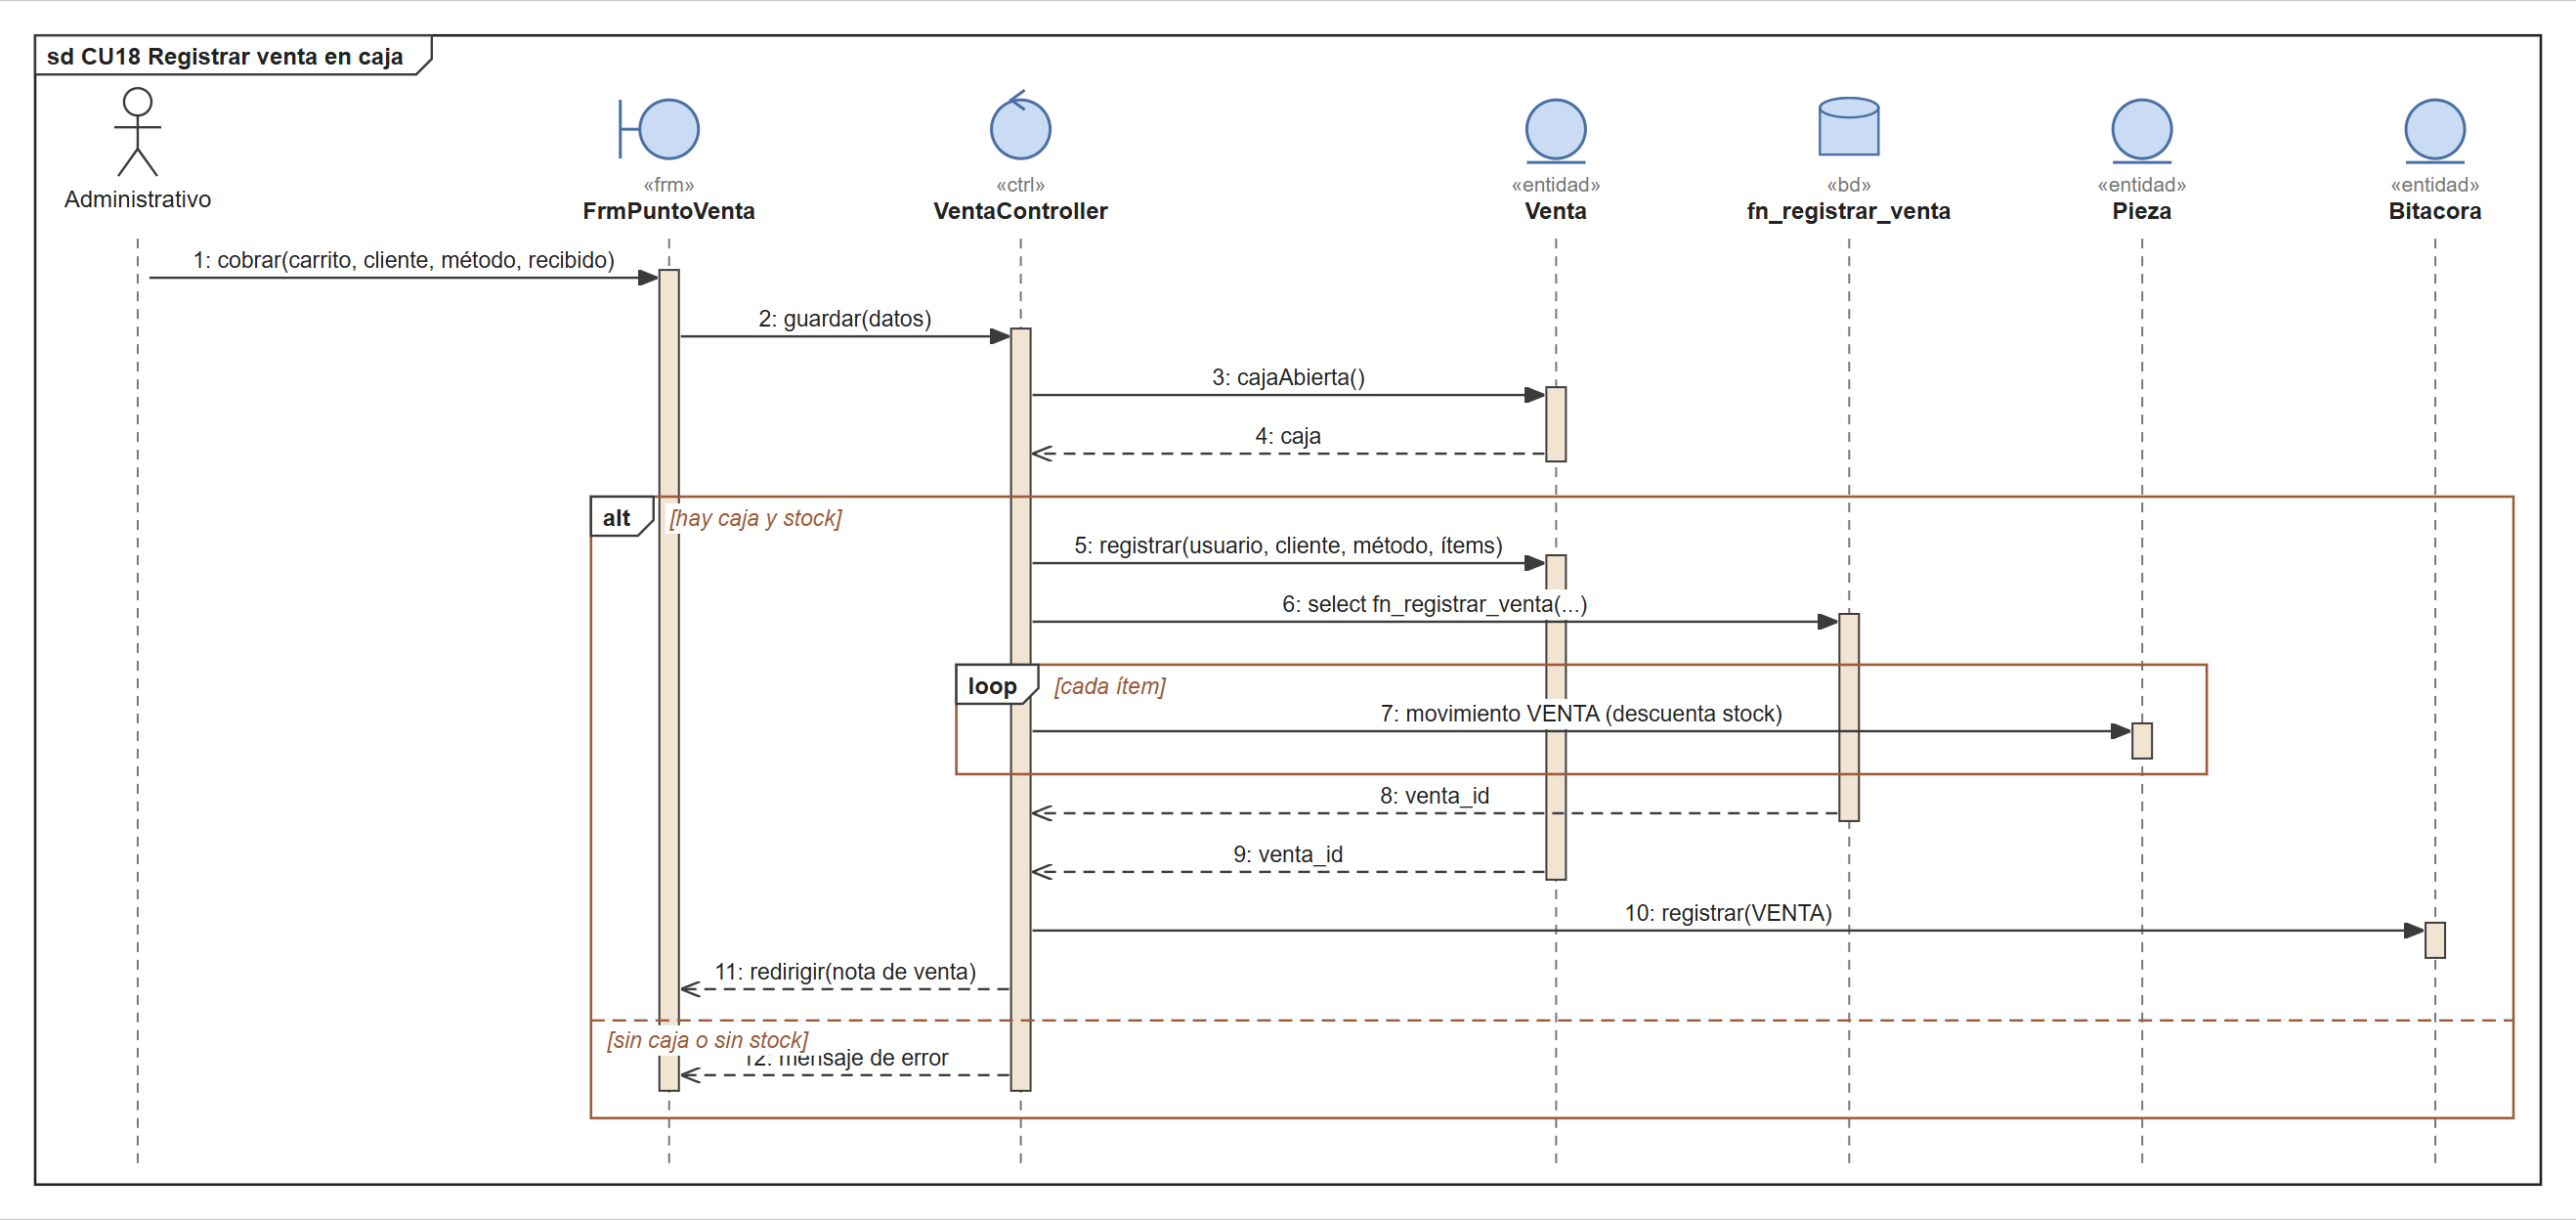 sd CU18 Registrar venta en caja
Administrativo
«frm»
FrmPuntoVenta
«ctrl»
VentaController
«entidad»
Venta
«bd»
fn_registrar_venta
«entidad»
Pieza
«entidad»
Bitacora
1: cobrar(carrito, cliente, método, recibido)
2: guardar(datos)
3: cajaAbierta()
4: caja
alt [hay caja y stock]
5: registrar(usuario, cliente, método, ítems)
6: select fn_registrar_venta(...)
loop [cada ítem]
7: movimiento VENTA (descuenta stock)
8: venta_id
9: venta_id
10: registrar(VENTA)
11: redirigir(nota de venta)
[sin caja o sin stock]
12: mensaje de error